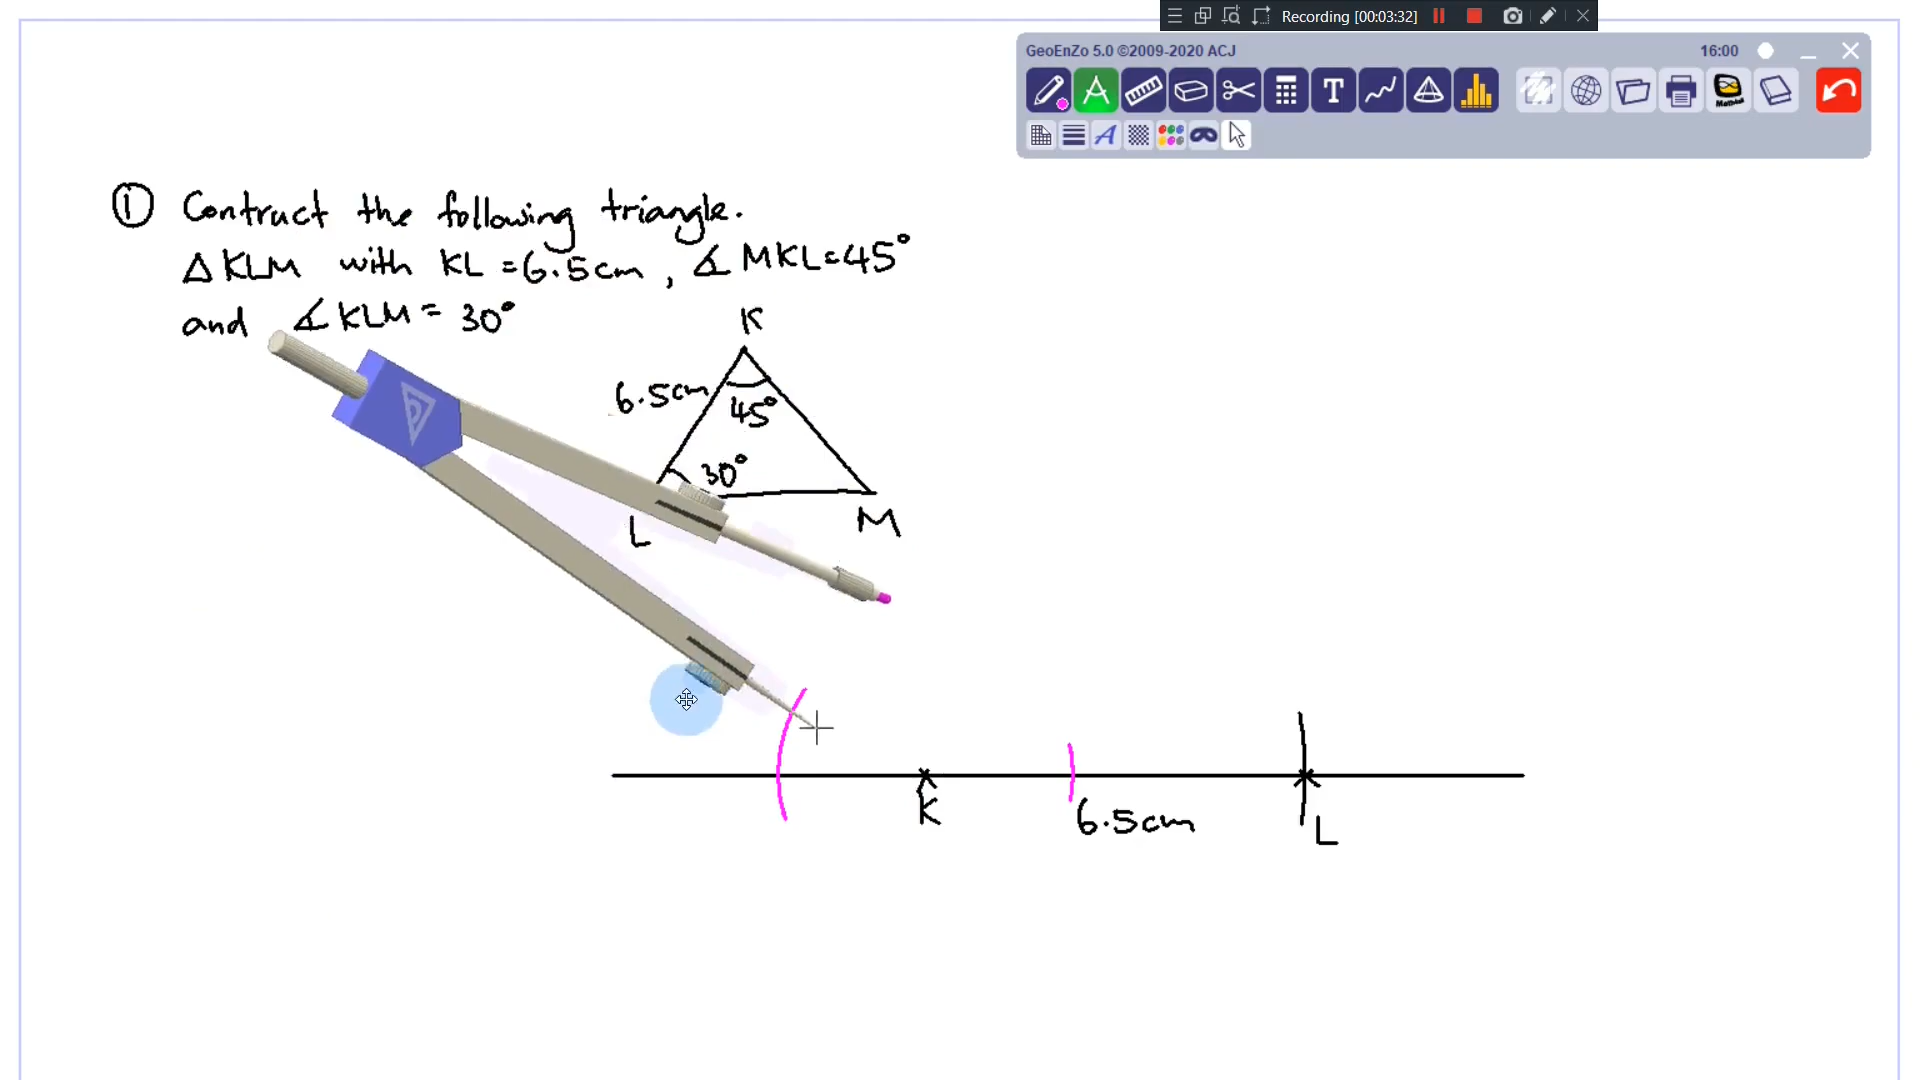 Recording [00:03:32]
GeoEnZo 5.0 ©2009-2020 ACJ
16:00
① Contruct the following triangle.
△KLM with KL = 6.5cm, ∡MKL=45°
and ∡KLM = 30°
K
6.5cm
45°
30°
L
M
K
6.5cm
L